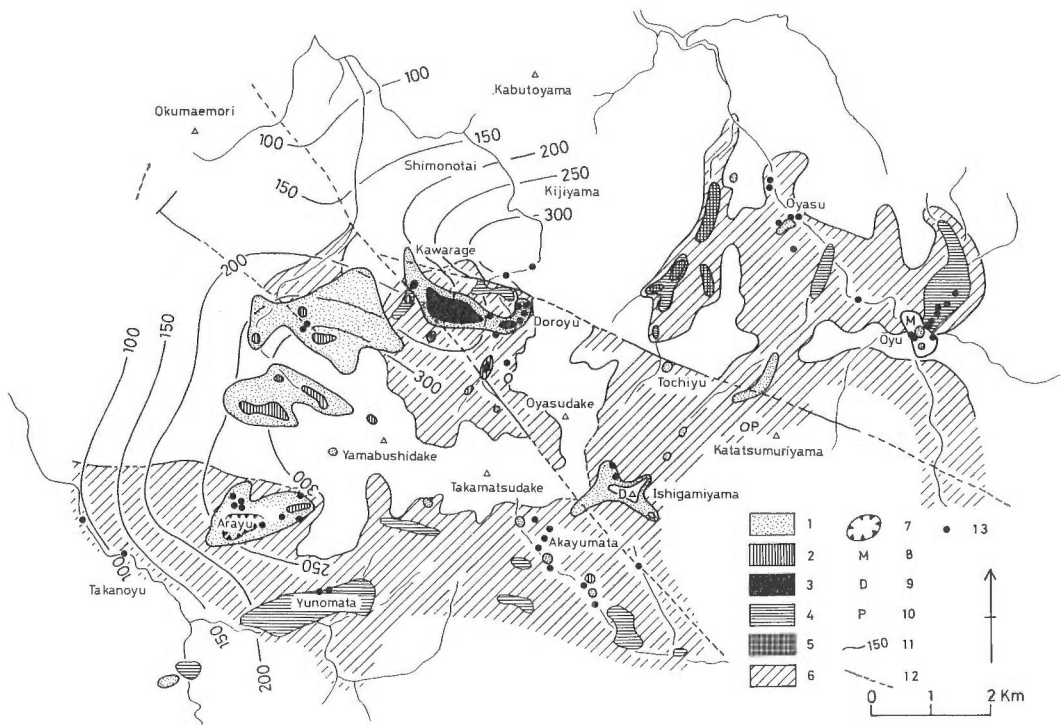 100
Kabutoyama
Okumaemori
100
150
Shimonotai
200
250
150
Kijiyama
300
Oyasu
Kawarage
200
M
Doroyu
Oyu
100
150
300
Tochiyu
Oyasudake
OP
Katatsumuriyama
Yamabushidake
Takamatsudake
300
D
Ishigamiyama
Arayu
Akayumata
250
100
Takanoyu
Yunomata
150
200
1 7 13
2 M 8
3 D 9
4 P 10
5 150 11
6 12
0 1 2 Km